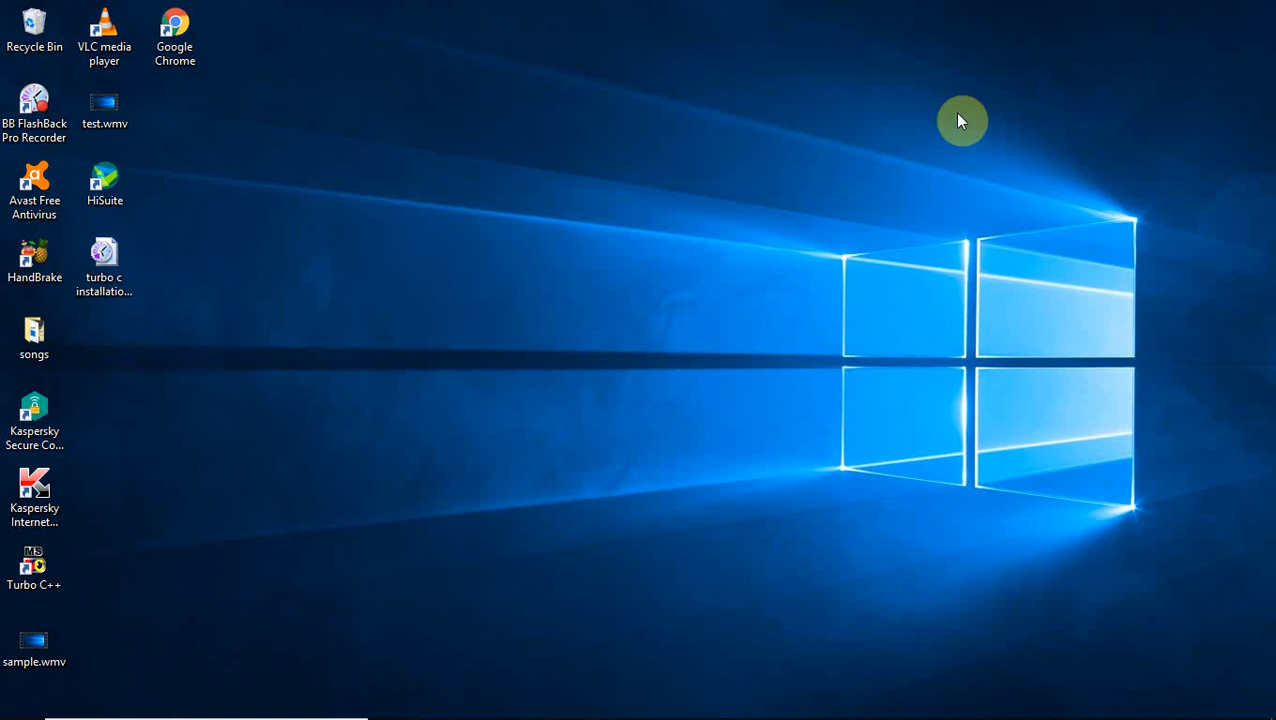 Recycle Bin
VLC media
player
Google
Chrome
BB FlashBack
Pro Recorder
test.wmv
Avast Free
Antivirus
HiSuite
HandBrake
turbo c
installatio...
songs
Kaspersky
Secure Co...
Kaspersky
Internet...
MS
Turbo C++
sample.wmv